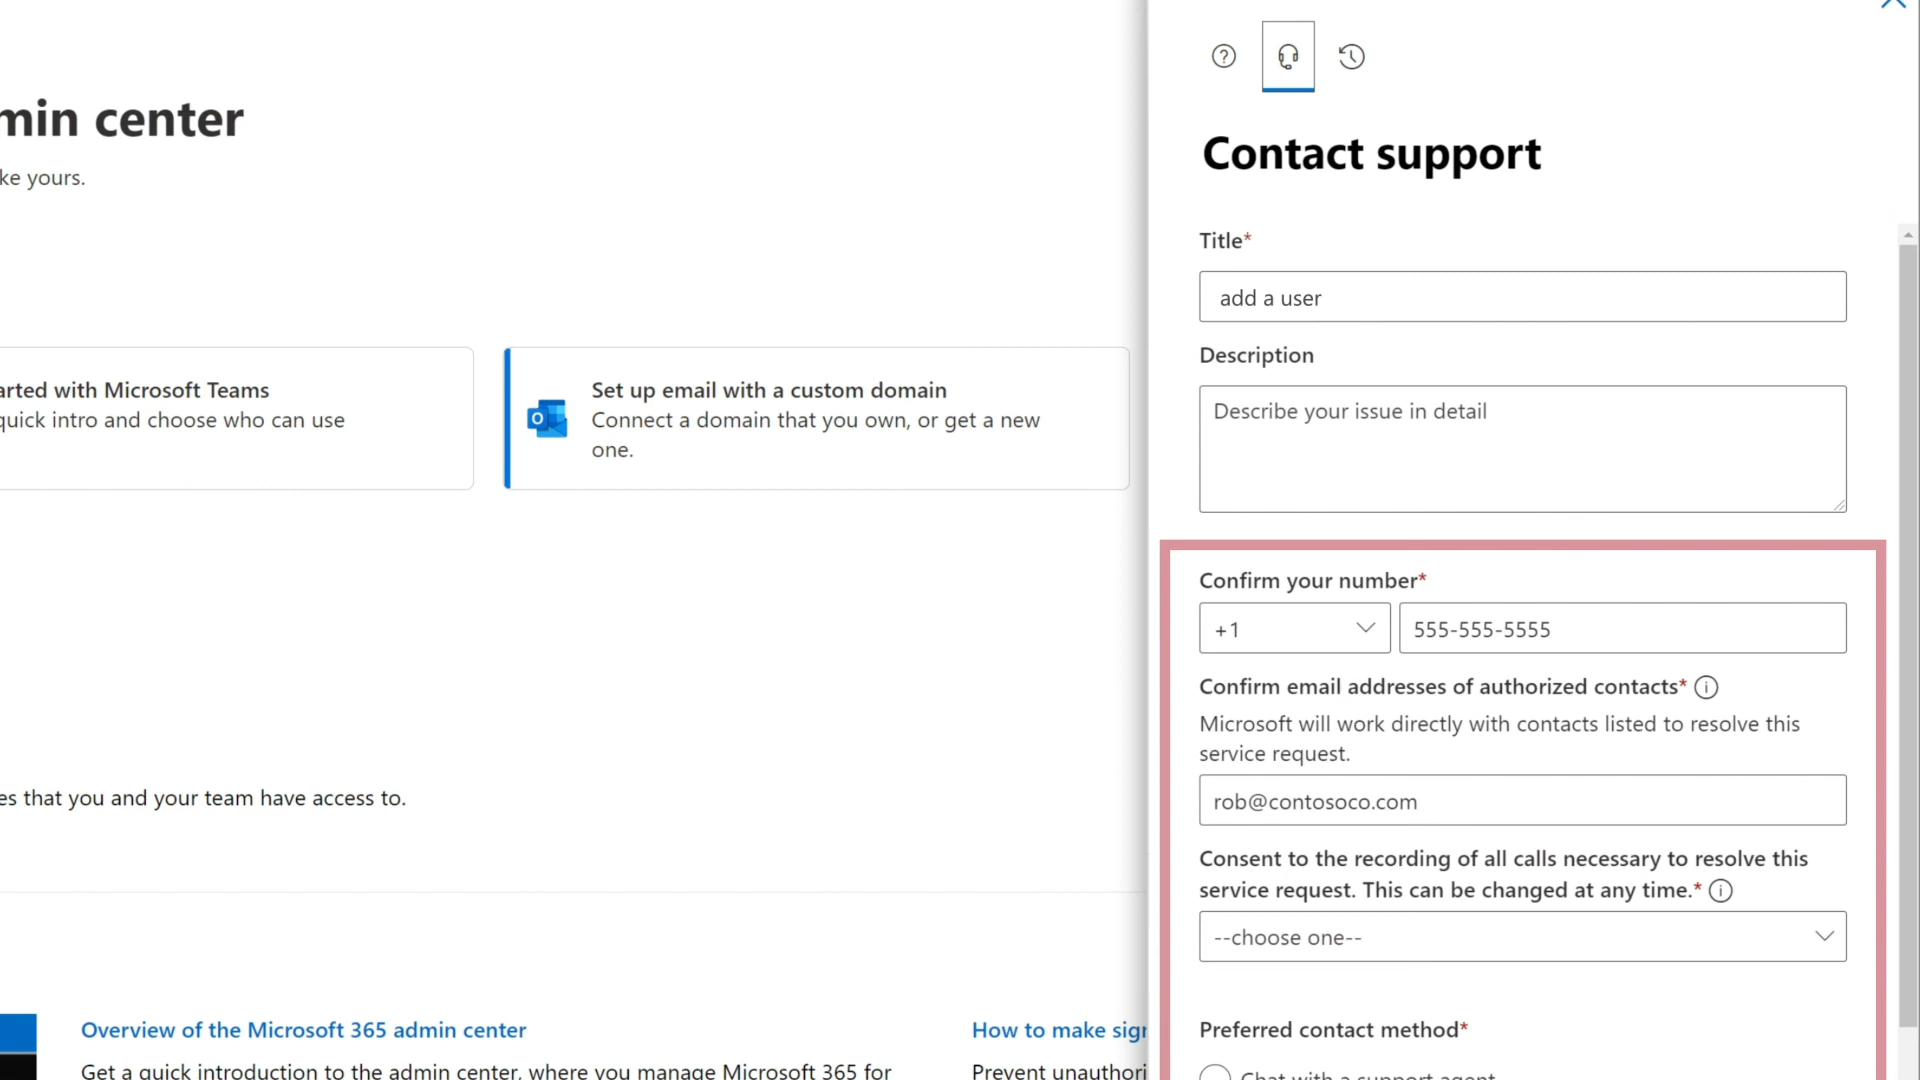 min center
ke yours.
arted with Microsoft Teams
quick intro and choose who can use
Set up email with a custom domain
Connect a domain that you own, or get a new
one.
es that you and your team have access to.
Overview of the Microsoft 365 admin center
Get a quick introduction to the admin center, where you manage Microsoft 365 for
How to make sign
Prevent unauthori
Contact support
Title*
add a user
Description
Describe your issue in detail
Confirm your number*
+1
555-555-5555
Confirm email addresses of authorized contacts*
Microsoft will work directly with contacts listed to resolve this
service request.
rob@contosoco.com
Consent to the recording of all calls necessary to resolve this
service request. This can be changed at any time.*
--choose one--
Preferred contact method*
Chat with a support agent